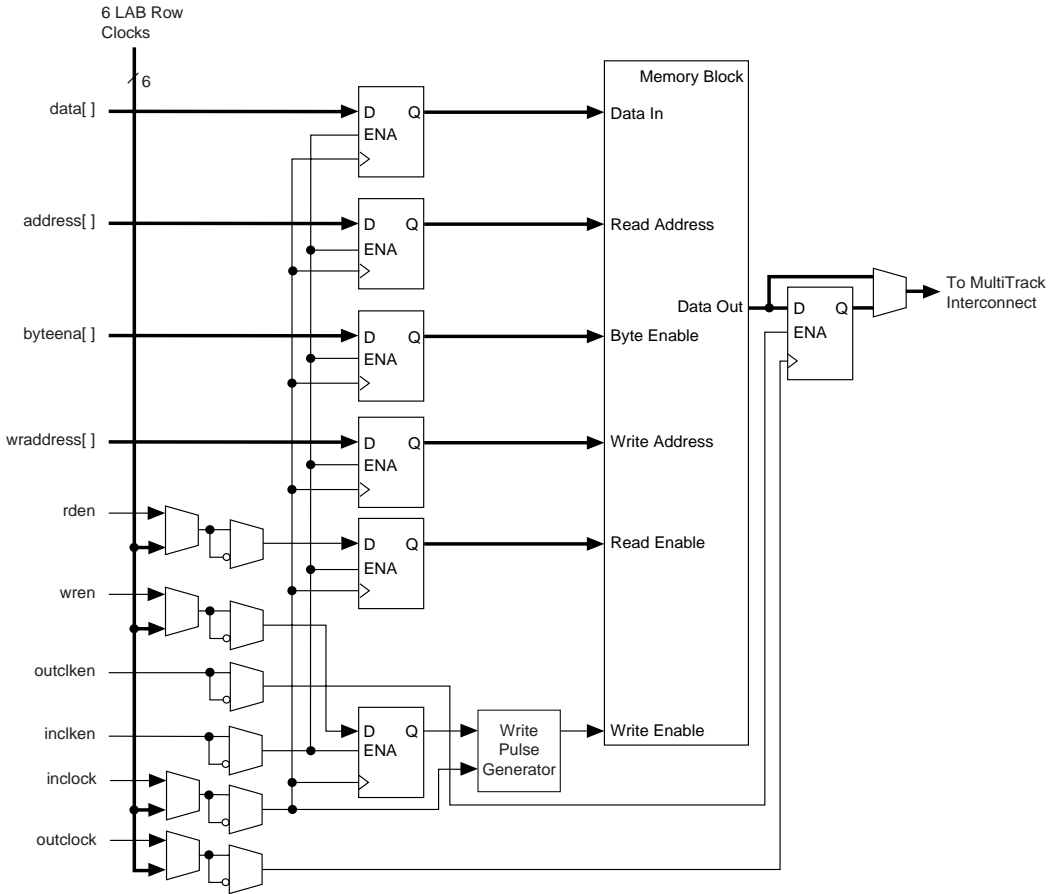 6 LAB Row
Clocks
6
Memory Block
data[ ]
D Q
ENA
Data In
address[ ]
D Q
ENA
Read Address
To MultiTrack
Interconnect
Data Out
D Q
ENA
byteena[ ]
D Q
ENA
Byte Enable
wraddress[ ]
D Q
ENA
Write Address
rden
D Q
ENA
Read Enable
wren
outclken
inclken
D Q
ENA
Write
Pulse
Generator
Write Enable
inclock
outclock